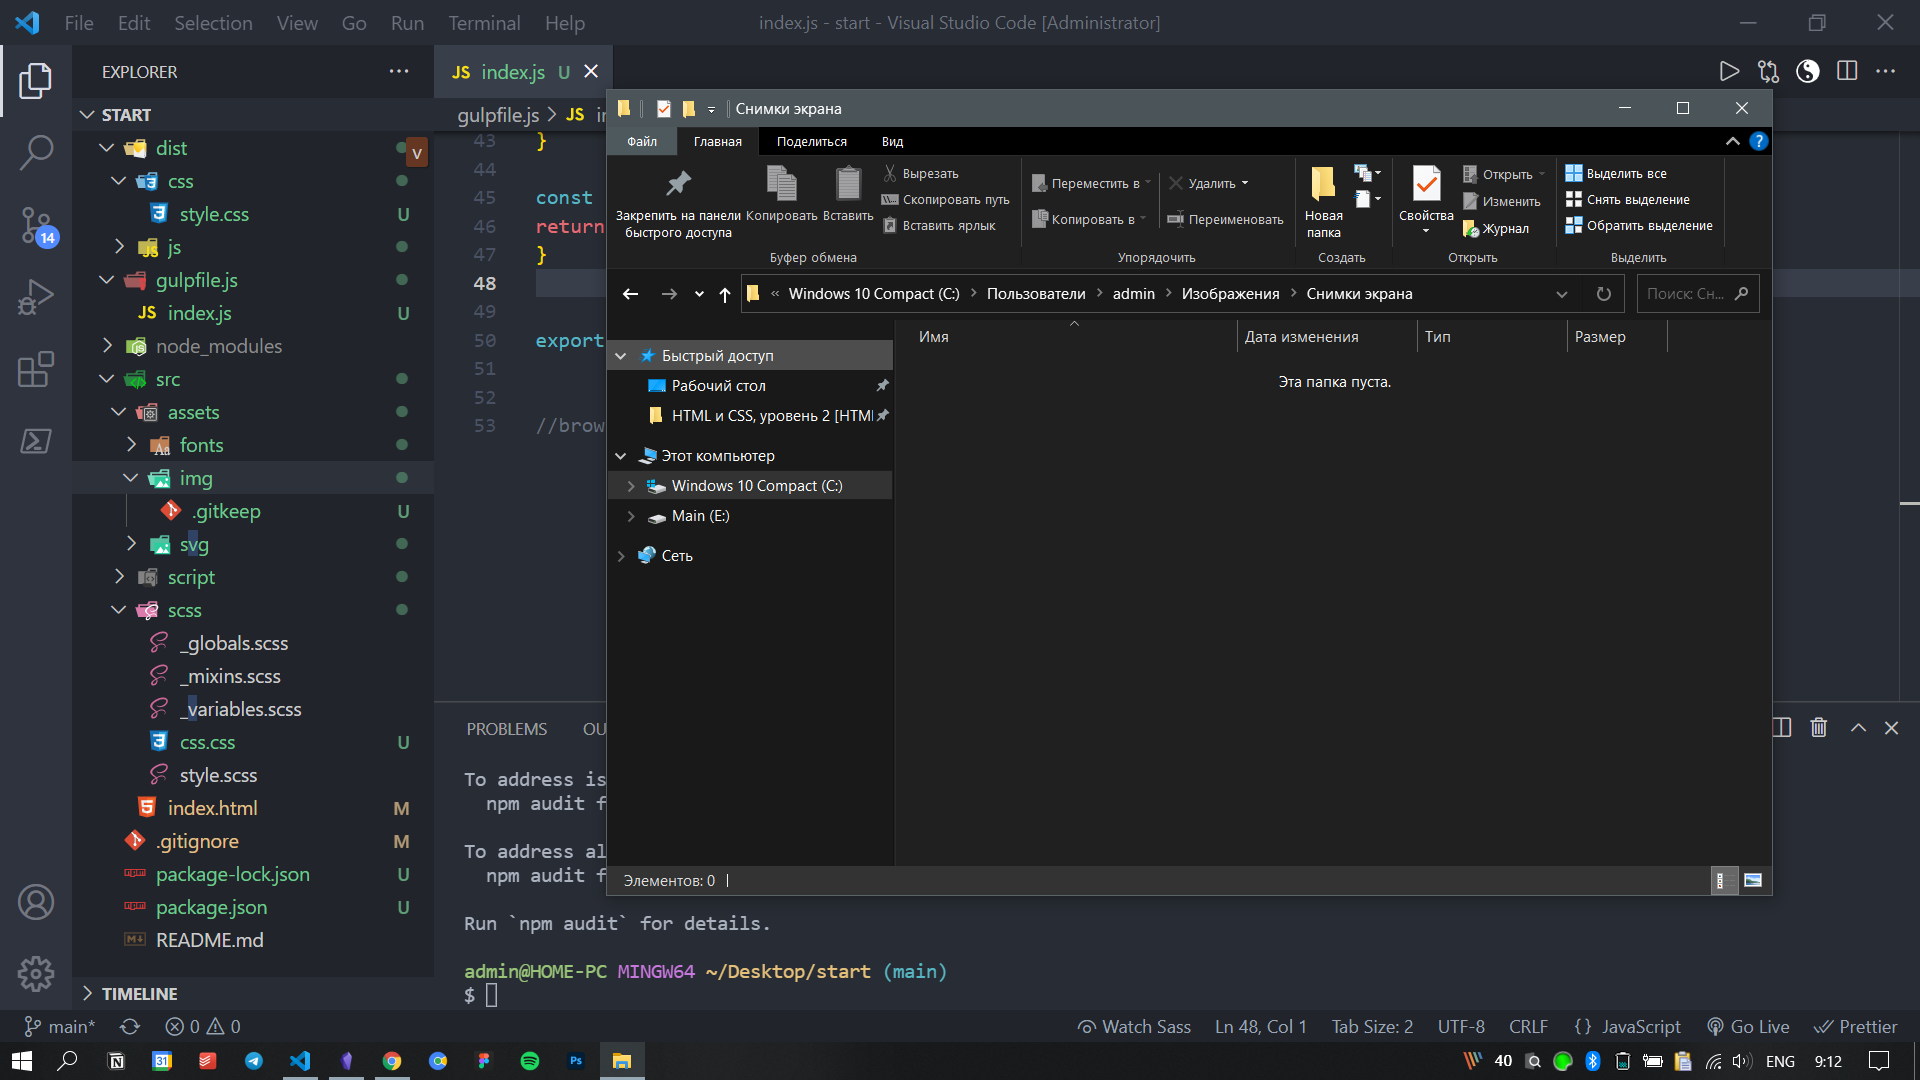 File Edit Selection View Go Run Terminal Help
index.js - start - Visual Studio Code [Administrator]
EXPLORER
START
dist
v
css
style.css U
js
gulpfile.js
index.js U
node_modules
src
assets
fonts
img
.gitkeep U
svg
script
scss
_globals.scss
_mixins.scss
_variables.scss
css.css U
style.scss
index.html M
.gitignore M
package-lock.json U
package.json U
README.md
TIMELINE
14
JS index.js U
gulpfile.js > JS
43 }
44
45 const
46 return
47 }
48
49
50 export
51
52
53 //brow
PROBLEMS OU
To address is
npm audit f
To address al
npm audit f
Run `npm audit` for details.
admin@HOME-PC MINGW64 ~/Desktop/start (main)
$
Снимки экрана
Файл Главная Поделиться Вид
Закрепить на панели быстрого доступа
Копировать
Вставить
Вырезать
Скопировать путь
Вставить ярлык
Буфер обмена
Переместить в
Копировать в
Удалить
Переименовать
Упорядочить
Новая папка
Создать
Свойства
Открыть
Изменить
Журнал
Открыть
Выделить все
Снять выделение
Обратить выделение
Выделить
« Windows 10 Compact (C:) > Пользователи > admin > Изображения > Снимки экрана
Поиск: Сн...
Быстрый доступ
Рабочий стол
HTML и CSS, уровень 2 [HTM
Этот компьютер
Windows 10 Compact (C:)
Main (E:)
Сеть
Имя Дата изменения Тип Размер
Эта папка пуста.
Элементов: 0
main* 0 0
Watch Sass Ln 48, Col 1 Tab Size: 2 UTF-8 CRLF {} JavaScript Go Live Prettier
31 Ps
40 ENG 9:12